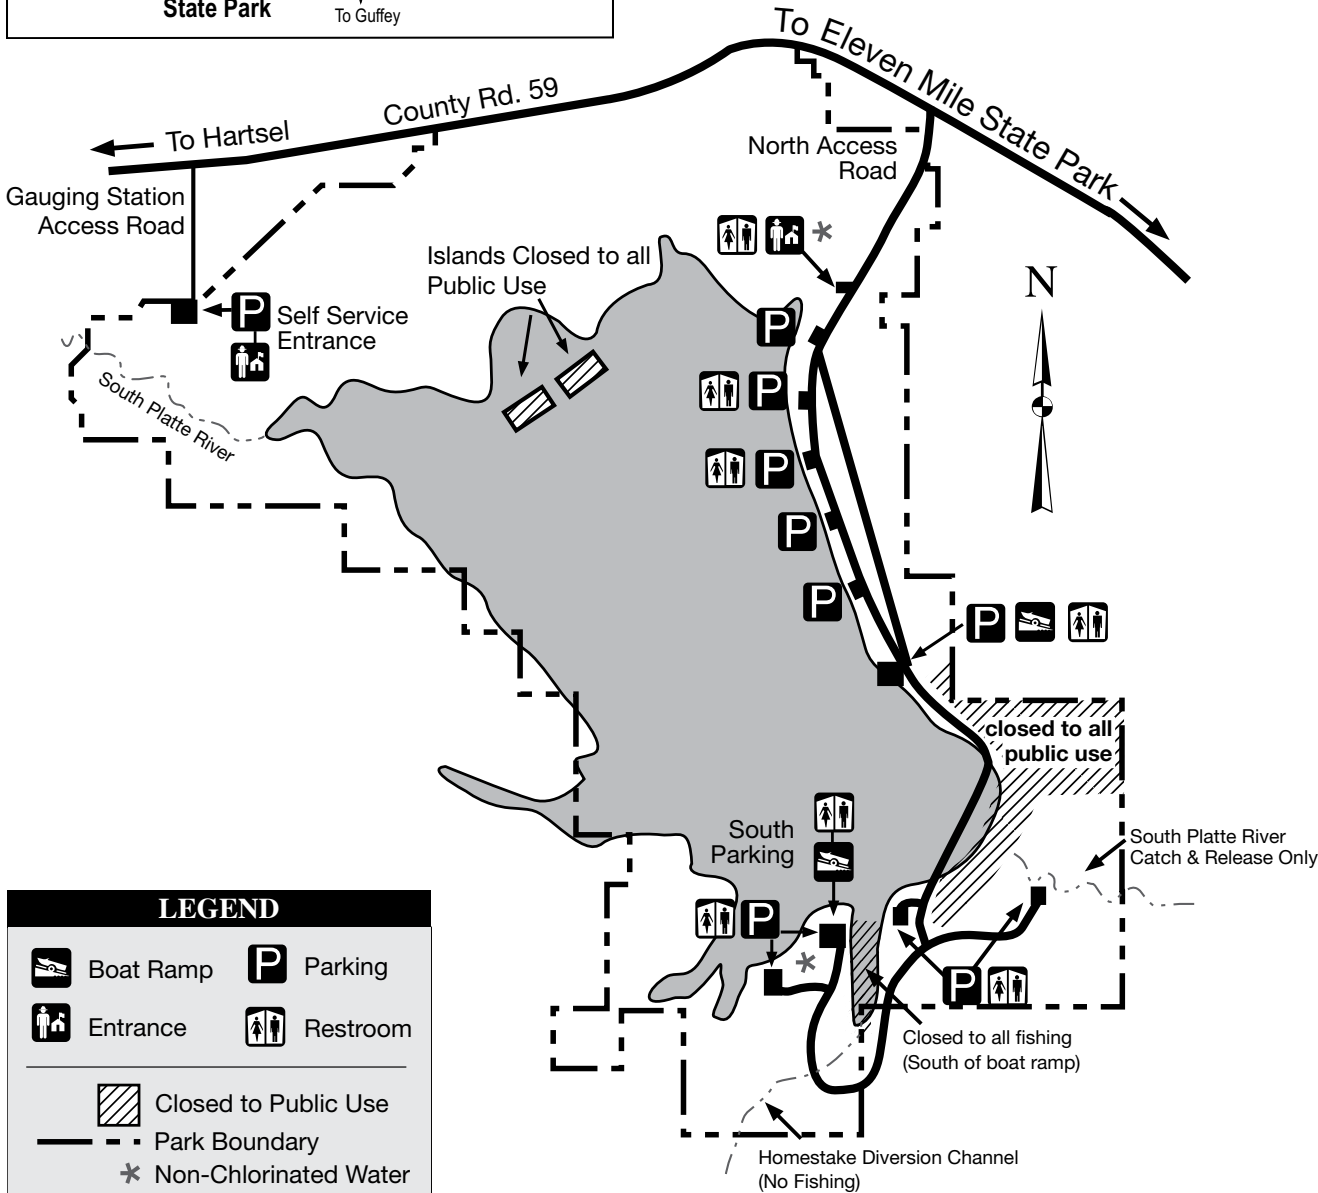 State Park
To Guffey
To Eleven Mile State Park
County Rd. 59
To Hartsel
North Access
Road
Gauging Station
Access Road
Islands Closed to all
Public Use
N
P
Self Service
Entrance
P
P
South Platte River
P
P
P
P
closed to all
public use
South
Parking
South Platte River
Catch & Release Only
P
P
Closed to all fishing
(South of boat ramp)
Homestake Diversion Channel
(No Fishing)
LEGEND
Boat Ramp
P Parking
Entrance
Restroom
Closed to Public Use
Park Boundary
Non-Chlorinated Water